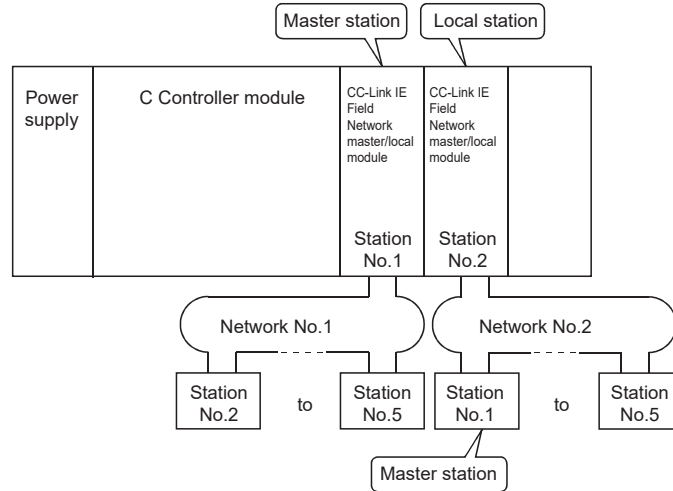 Master station
Local station
Power
supply
C Controller module
CC-Link IE
Field
Network
master/local
module
CC-Link IE
Field
Network
master/local
module
Station
No.1
Station
No.2
Network No.1
Network No.2
Station
No.2
to
Station
No.5
Station
No.1
to
Station
No.5
Master station